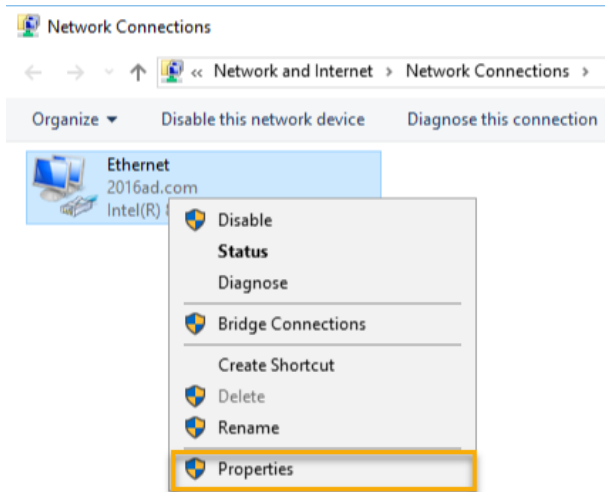 Network Connections
« Network and Internet > Network Connections >
Organize Disable this network device Diagnose this connection
Ethernet
2016ad.com
Intel(R)
Disable
Status
Diagnose
Bridge Connections
Create Shortcut
Delete
Rename
Properties